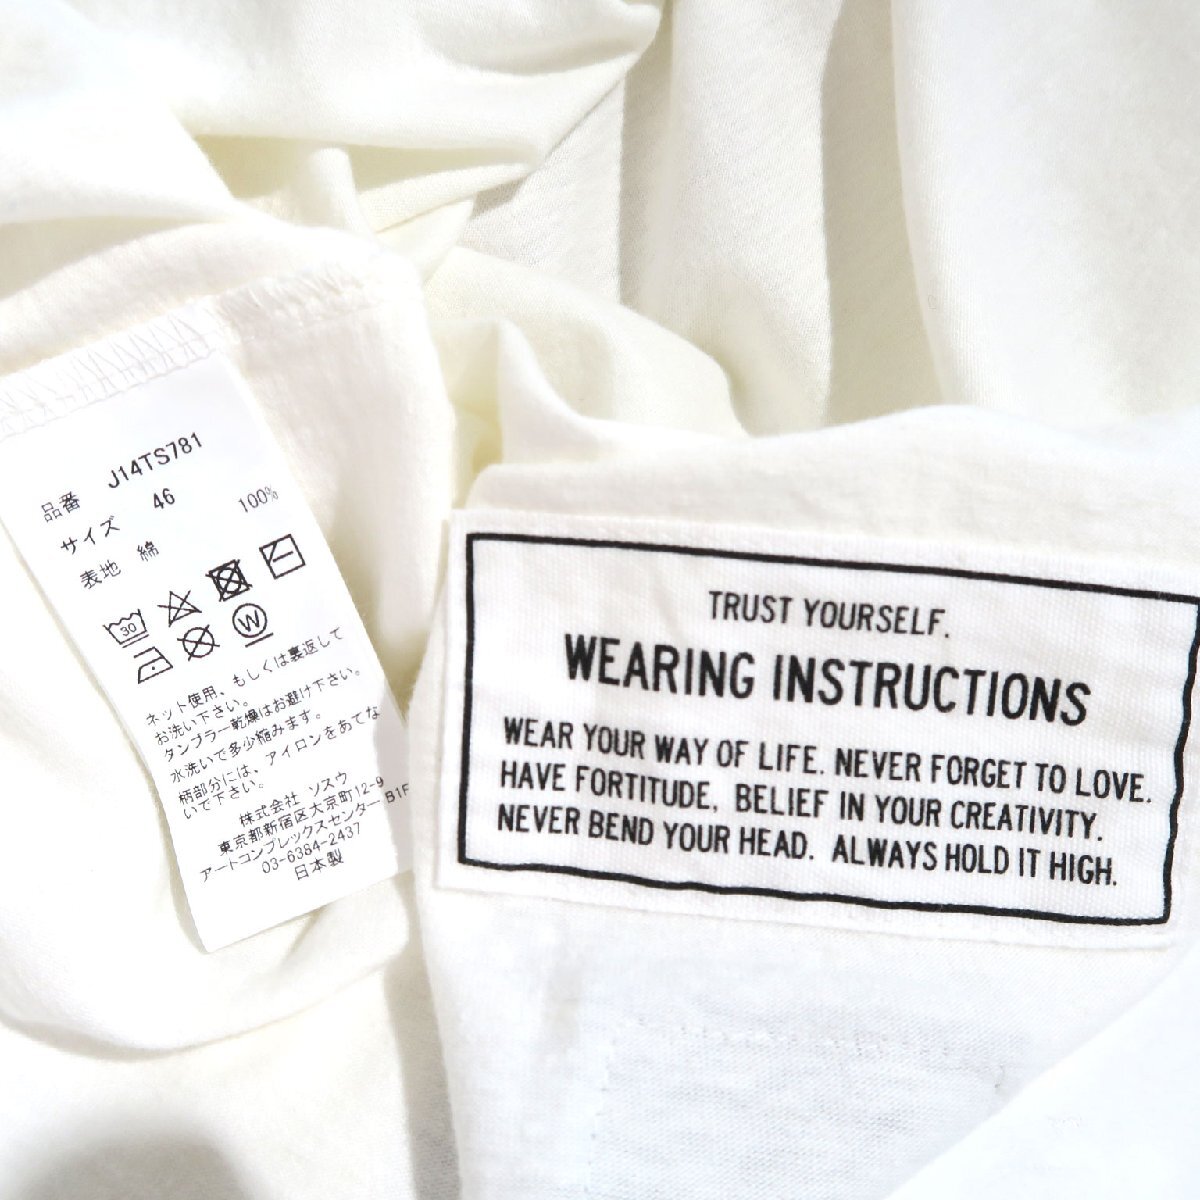 品番 J14TS781
サイズ 46
表地 綿 100%
30
W
ネット使用、もしくは裏返して
お洗い下さい。
タンブラー乾燥はお避け下さい。
水洗いで多少縮みます。
柄部分には、アイロンをあてな
いで下さい。
株式会社 ソスウ
東京都新宿区大京町12-9
アートコンプレックスセンター B1F
03-6384-2437
日本製
TRUST YOURSELF.
WEARING INSTRUCTIONS
WEAR YOUR WAY OF LIFE. NEVER FORGET TO LOVE.
HAVE FORTITUDE, BELIEF IN YOUR CREATIVITY.
NEVER BEND YOUR HEAD. ALWAYS HOLD IT HIGH.